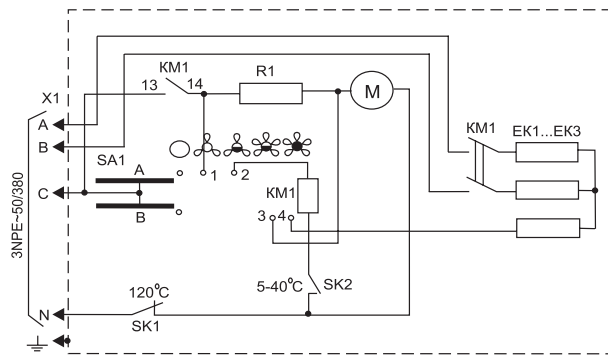 KM1
13
14
R1
M
X1
A
B
C
N
3NPE~50/380
SA1
A
B
1
2
KM1
3
4
KM1
EK1...EK3
120°C
SK1
5-40°C
SK2